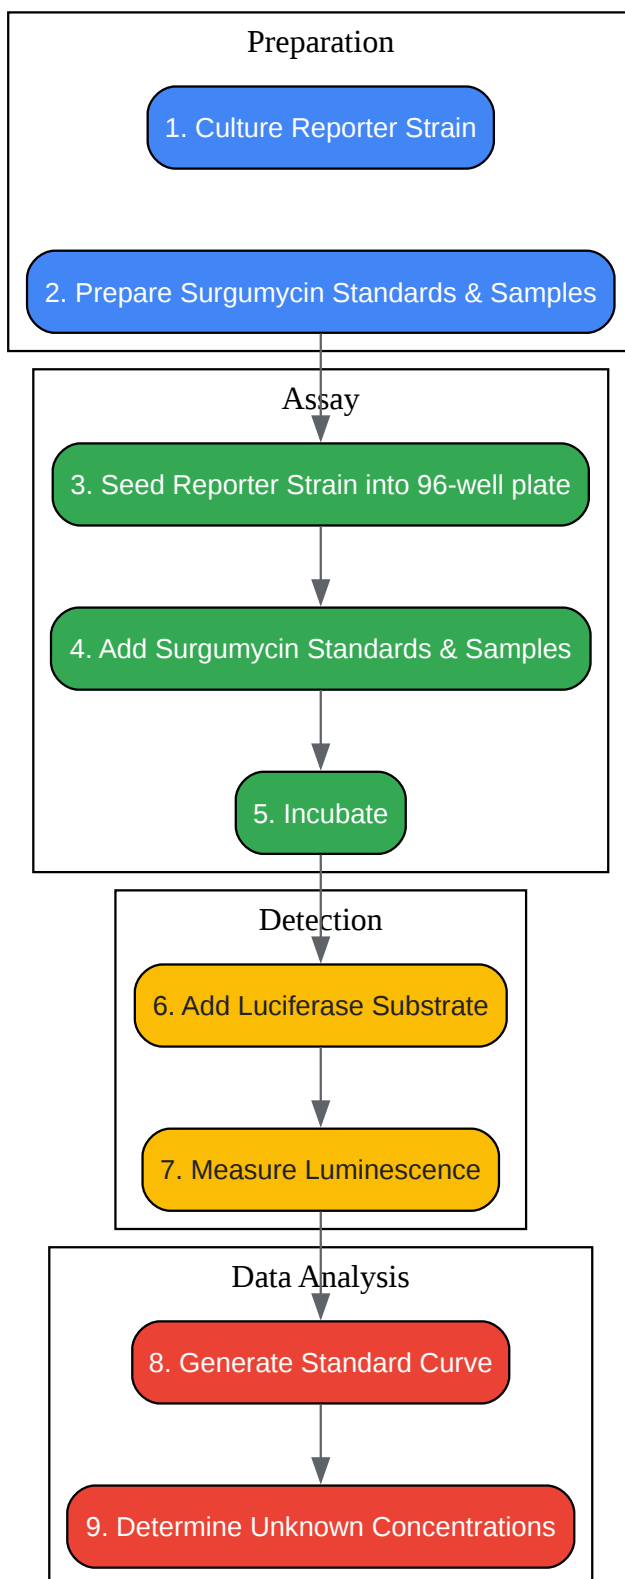 Preparation
1. Culture Reporter Strain
2. Prepare Surgumycin Standards & Samples
Assay
3. Seed Reporter Strain into 96-well plate
4. Add Surgumycin Standards & Samples
5. Incubate
Detection
6. Add Luciferase Substrate
7. Measure Luminescence
Data Analysis
8. Generate Standard Curve
9. Determine Unknown Concentrations